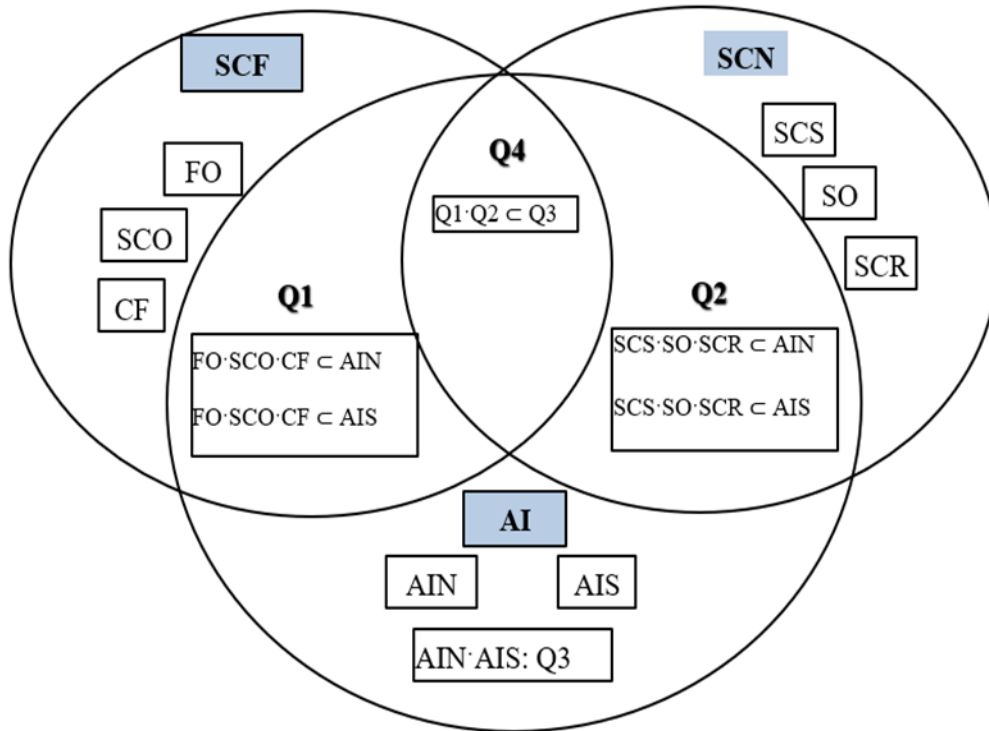 SCF
SCN
SCS
Q4
FO
SO
Q1·Q2 ⊂ Q3
SCO
SCR
CF
Q1
Q2
FO·SCO·CF ⊂ AIN
SCS·SO·SCR ⊂ AIN
FO·SCO·CF ⊂ AIS
SCS·SO·SCR ⊂ AIS
AI
AIN
AIS
AIN·AIS: Q3